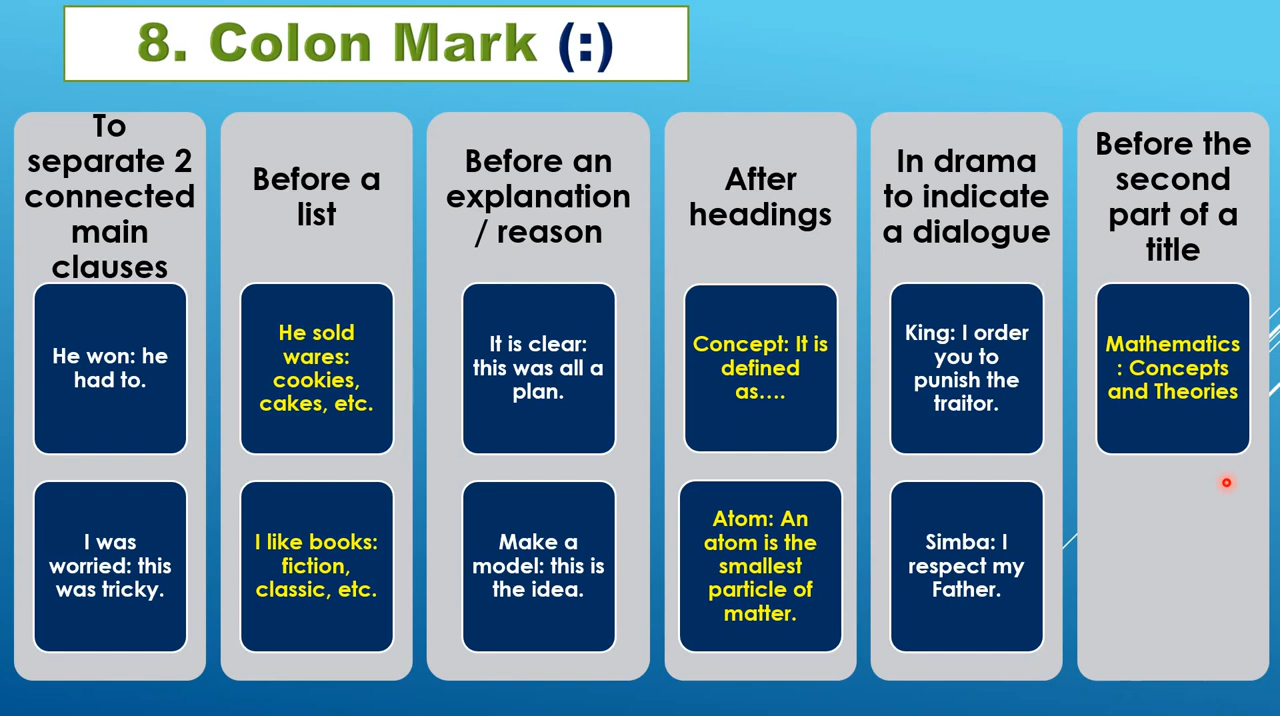 8. Colon Mark (:)
To
separate 2
connected
main
clauses
He won: he
had to.
I was
worried: this
was tricky.
Before a
list
He sold
wares:
cookies,
cakes, etc.
I like books:
fiction,
classic, etc.
Before an
explanation
/ reason
It is clear:
this was all a
plan.
Make a
model: this is
the idea.
After
headings
Concept: It is
defined
as....
Atom: An
atom is the
smallest
particle of
matter.
In drama
to indicate
a dialogue
King: I order
you to
punish the
traitor.
Simba: I
respect my
Father.
Before the
second
part of a
title
Mathematics
: Concepts
and Theories